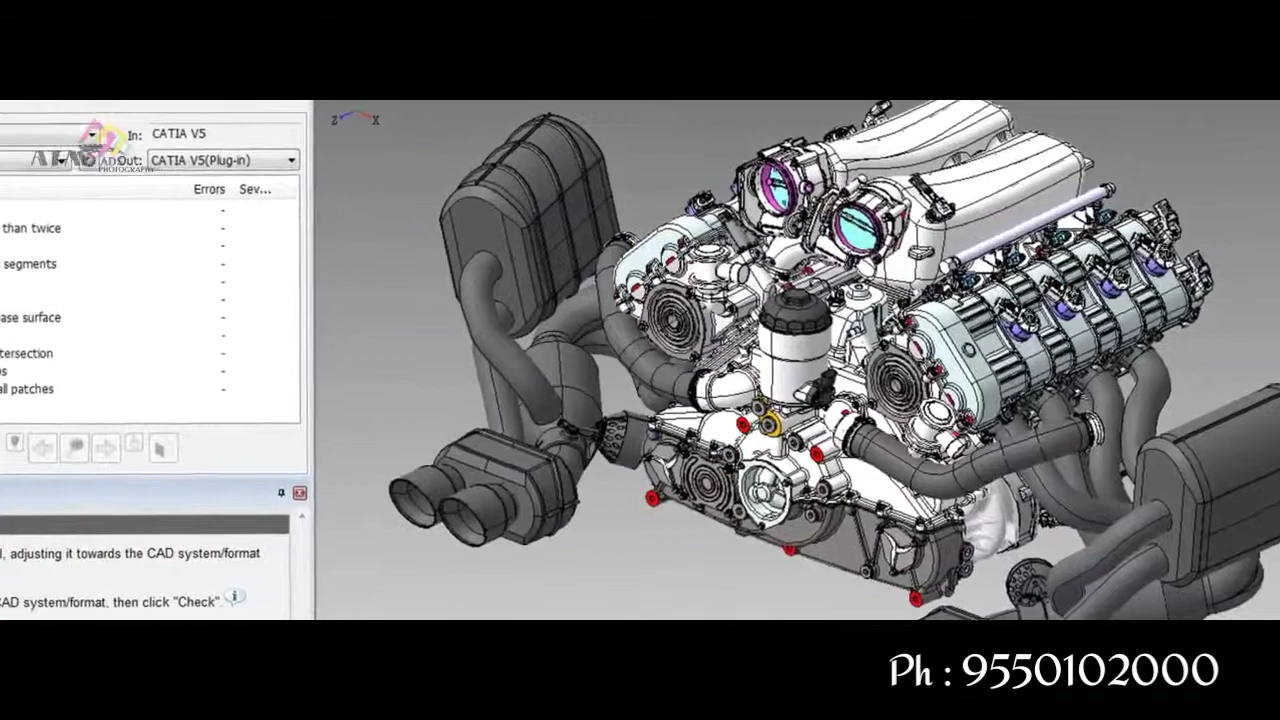 In: CATIA V5
Out: CATIA V5(Plug-in)
PHOTOGRAPHY
Errors Sev...
than twice
-
segments -
-
ase surface -
tersection -
all patches -
Z X
, adjusting it towards the CAD system/format
CAD system/format, then click "Check".
Ph : 9550102000